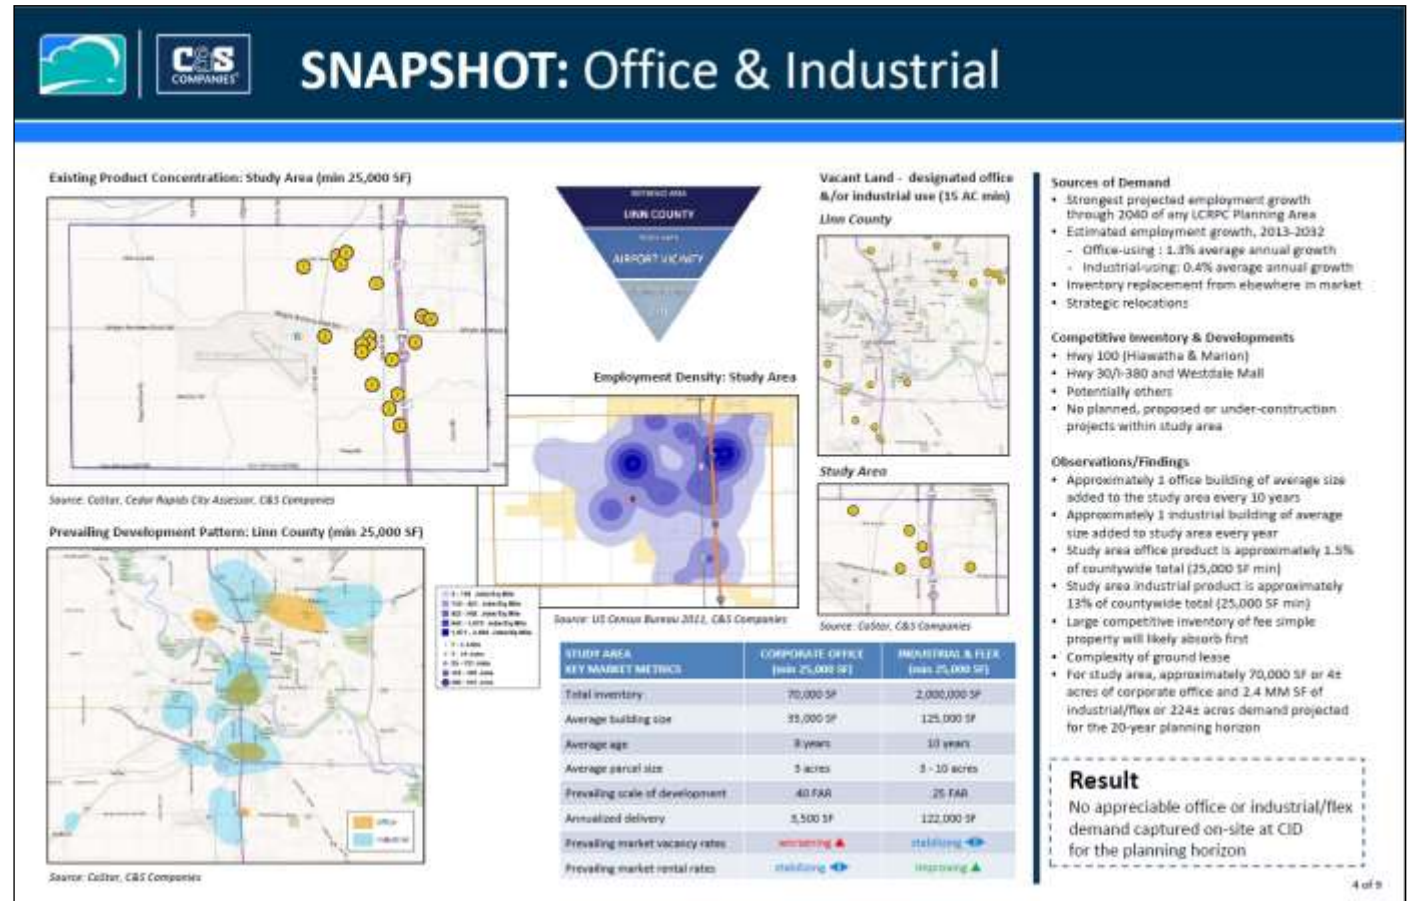 C&S
COMPANIES
SNAPSHOT: Office & Industrial
Existing Product Concentration: Study Area (min 25,000 SF)
Source: CoStar, Cedar Rapids City Assessor, C&S Companies
Prevailing Development Pattern: Linn County (min 25,000 SF)
office
industrial
Source: CoStar, C&S Companies
LINN COUNTY
AIRPORT VICINITY
Employment Density: Study Area
Source: US Census Bureau 2011, C&S Companies
Vacant Land - designated office
&/or industrial use (15 AC min)
Linn County
Study Area
Source: CoStar, C&S Companies
STUDY AREA
KEY MARKET METRICS
CORPORATE OFFICE
(min 25,000 SF)
INDUSTRIAL & FLEX
(min 25,000 SF)
Total inventory 70,000 SF 2,000,000 SF
Average building size 35,000 SF 125,000 SF
Average age 8 years 10 years
Average parcel size acres 3 - 10 acres
Prevailing scale of development 40 FAR 25 FAR
Annualized delivery 3,500 SF 122,000 SF
Prevailing market vacancy rates worsening stabilizing
Prevailing market rental rates stabilizing improving
Sources of Demand
• Strongest projected employment growth
through 2040 of any LCRPC Planning Area
• Estimated employment growth, 2013-2032
- Office-using : 1.3% average annual growth
- Industrial-using: 0.4% average annual growth
• Inventory replacement from elsewhere in market
• Strategic relocations
Competitive Inventory & Developments
• Hwy 100 (Hiawatha & Marion)
• Hwy 30/I-380 and Westdale Mall
• Potentially others
• No planned, proposed or under-construction
projects within study area
Observations/Findings
• Approximately 1 office building of average size
added to the study area every 10 years
• Approximately 1 industrial building of average
size added to study area every year
• Study area office product is approximately 1.5%
of countywide total (25,000 SF min)
• Study area industrial product is approximately
13% of countywide total (25,000 SF min)
• Large competitive inventory of fee simple
property will likely absorb first
• Complexity of ground lease
• For study area, approximately 70,000 SF or 4±
acres of corporate office and 2.4 MM SF of
industrial/flex or 224± acres demand projected
for the 20-year planning horizon
Result
No appreciable office or industrial/flex
demand captured on-site at CID
for the planning horizon
4 of 9